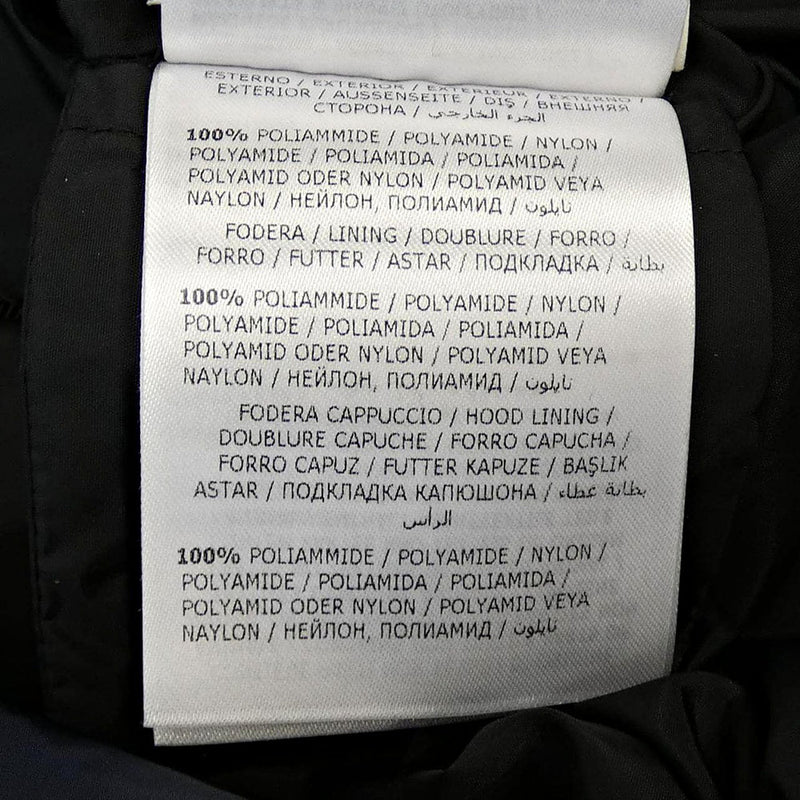 ESTERNO / EXTERIOR / EXTERIEUR / EXTERNO /
EXTERIOR / AUSSENSEITE / DIŞ / ВНЕШНЯЯ
СТОРОНА / الجزء الخارجي
100% POLIAMMIDE / POLYAMIDE / NYLON /
POLYAMIDE / POLIAMIDA / POLIAMIDA /
POLYAMID ODER NYLON / POLYAMID VEYA
NAYLON / НЕЙЛОН, ПОЛИАМИД / نايلون
FODERA / LINING / DOUBLURE / FORRO /
FORRO / FUTTER / ASTAR / ПОДКЛАДКА / بطانة
100% POLIAMMIDE / POLYAMIDE / NYLON /
POLYAMIDE / POLIAMIDA / POLIAMIDA /
POLYAMID ODER NYLON / POLYAMID VEYA
NAYLON / НЕЙЛОН, ПОЛИАМИД / نايلون
FODERA CAPPUCCIO / HOOD LINING /
DOUBLURE CAPUCHE / FORRO CAPUCHA /
FORRO CAPUZ / FUTTER KAPUZE / BAŞLIK
ASTAR / ПОДКЛАДКА КАПЮШОНА / بطانة غطاء
الرأس
100% POLIAMMIDE / POLYAMIDE / NYLON /
POLYAMIDE / POLIAMIDA / POLIAMIDA /
POLYAMID ODER NYLON / POLYAMID VEYA
NAYLON / НЕЙЛОН, ПОЛИАМИД / نايلون